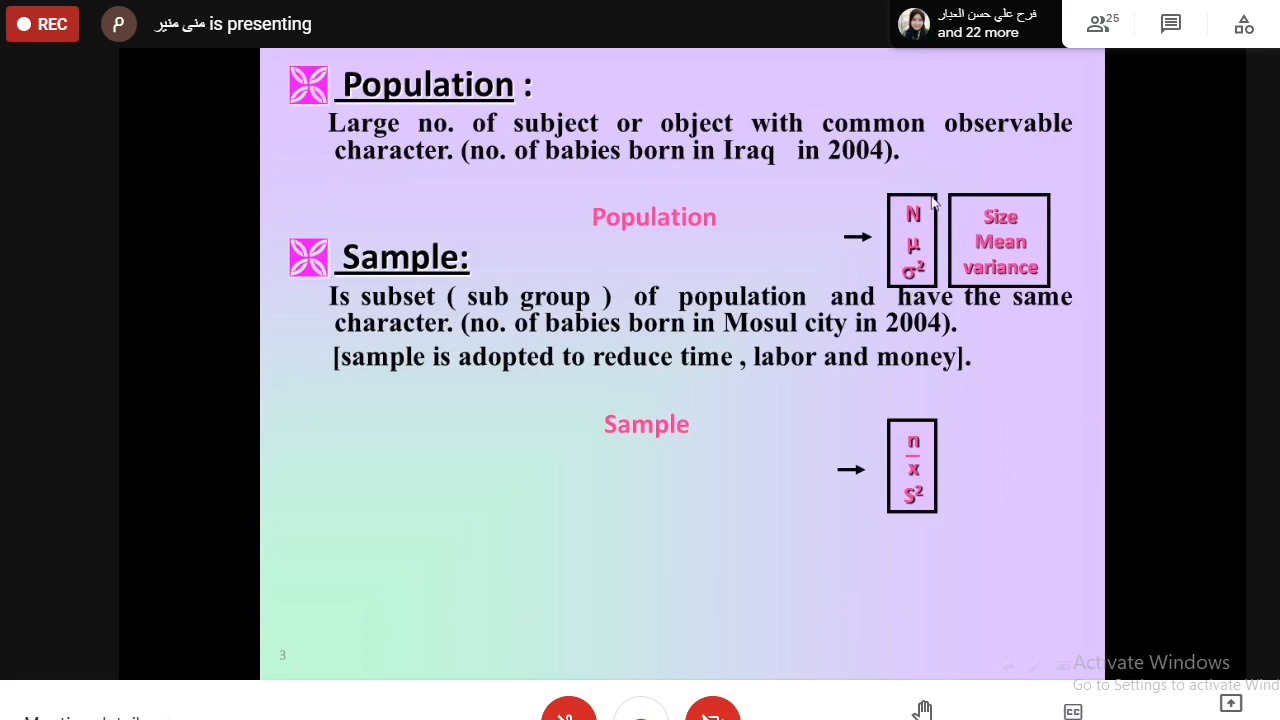 REC
م
منى منير is presenting
فرح علي حسن العبار
and 22 more
25
Population :
Large no. of subject or object with common observable
character. (no. of babies born in Iraq in 2004).
Population
→
N
μ
σ²
Size
Mean
variance
Sample:
Is subset ( sub group ) of population and have the same
character. (no. of babies born in Mosul city in 2004).
[sample is adopted to reduce time , labor and money].
Sample
→
n
x̄
S²
3
Activate Windows
Go to Settings to activate Wind
CC